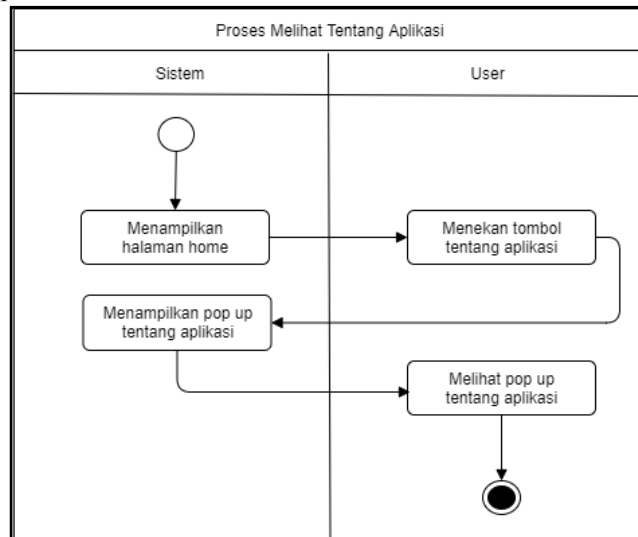 Proses Melihat Tentang Aplikasi
Sistem
User
Menampilkan
halaman home
Menekan tombol
tentang aplikasi
Menampilkan pop up
tentang aplikasi
Melihat pop up
tentang aplikasi